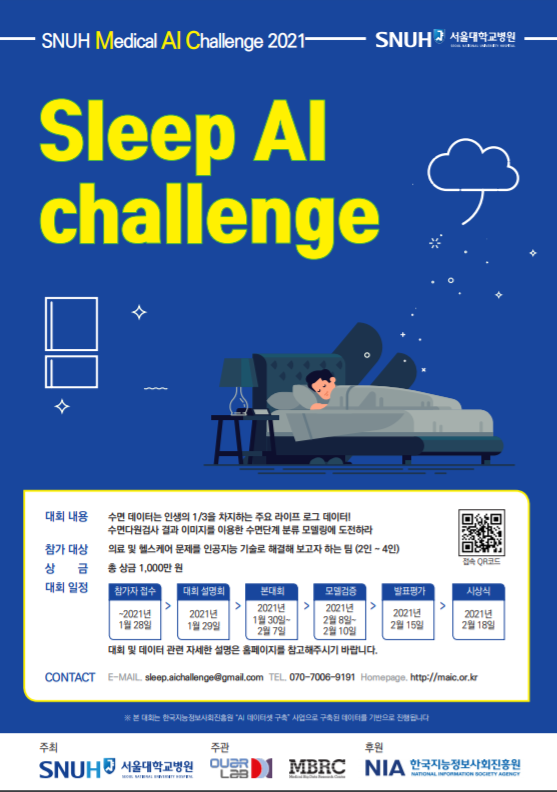 SNUH Medical AI Challenge 2021
SNUH 서울대학교병원
SEOUL NATIONAL UNIVERSITY HOSPITAL
Sleep AI
challenge
대회 내용 수면 데이터는 인생의 1/3을 차지하는 주요 라이프 로그 데이터!
수면다원검사 결과 이미지를 이용한 수면단계 분류 모델링에 도전하라
참가 대상 의료 및 헬스케어 문제를 인공지능 기술로 해결해 보고자 하는 팀 (2인 ~ 4인)
상 금 총 상금 1,000만 원
접속 QR코드
대회 일정
참가자 접수 > 대회 설명회 > 본대회 > 모델검증 > 발표평가 > 시상식
~2021년 1월 28일
2021년 1월 29일
2021년 1월 30일~ 2월 7일
2021년 2월 8일~ 2월 10일
2021년 2월 15일
2021년 2월 18일
대회 및 데이터 관련 자세한 설명은 홈페이지를 참고해주시기 바랍니다.
CONTACT E-MAIL. sleep.aichallenge@gmail.com TEL. 070-7006-9191 Homepage. http://maic.or.kr
※ 본 대회는 한국지능정보사회진흥원 "AI 데이터셋 구축" 사업으로 구축된 데이터를 기반으로 진행됩니다
주최 주관 후원
SNUH 서울대학교병원
SEOUL NATIONAL UNIVERSITY HOSPITAL
OUAR LAB
MBRC
NIA 한국지능정보사회진흥원
NATIONAL INFORMATION SOCIETY AGENCY